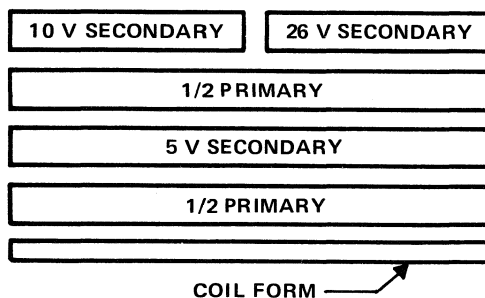 10 V SECONDARY 26 V SECONDARY
1/2 PRIMARY
5 V SECONDARY
1/2 PRIMARY
COIL FORM